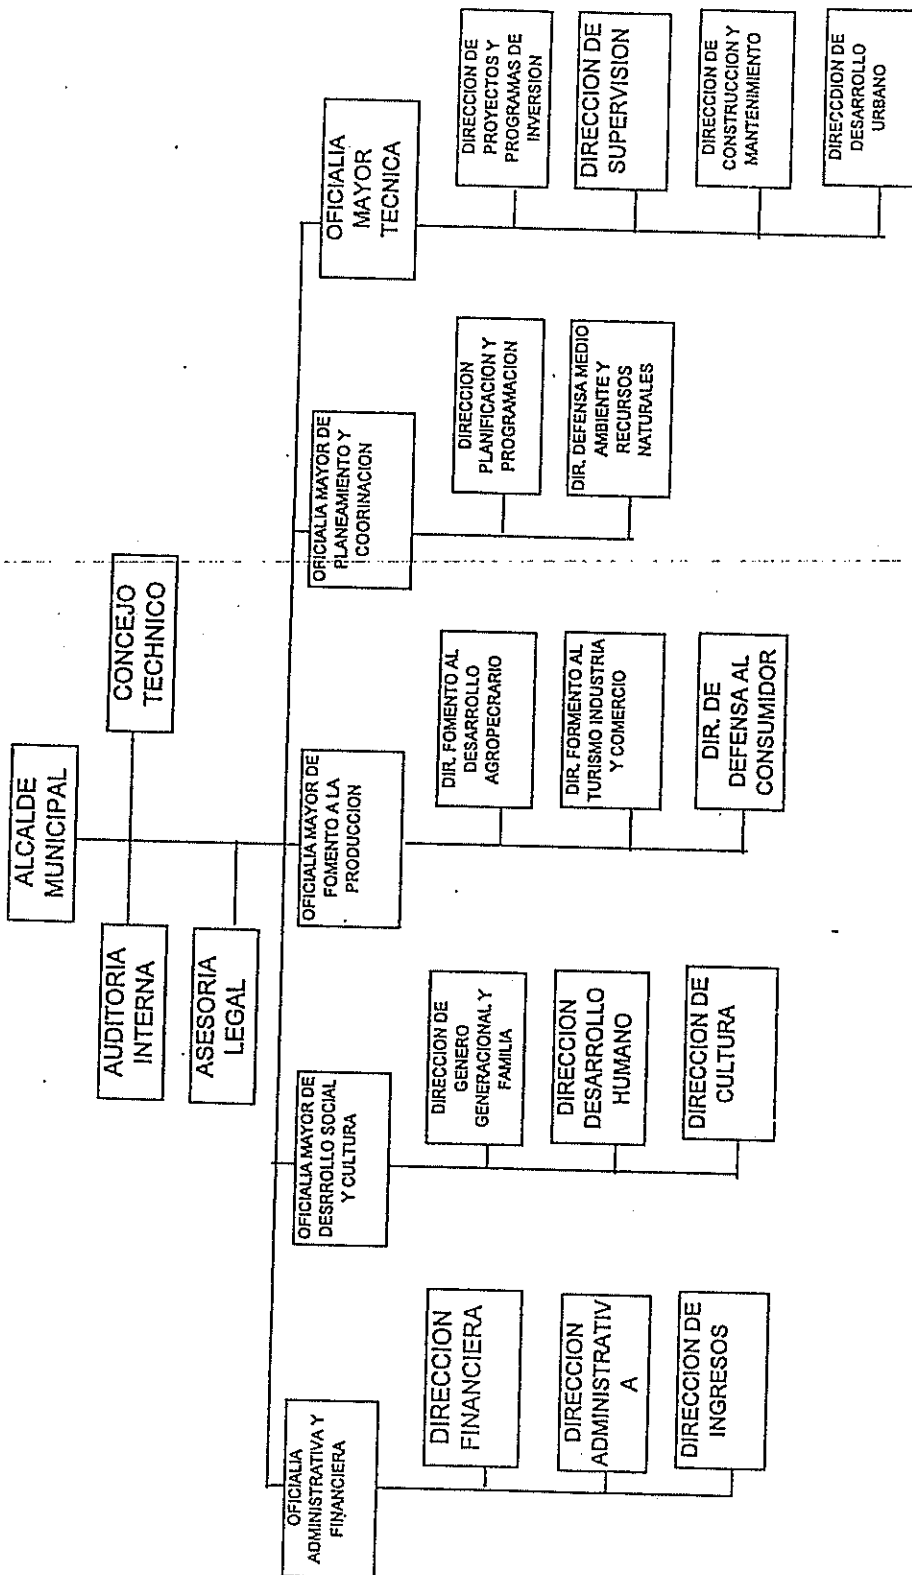 ALCALDE
MUNICIPAL
AUDITORIA
INTERNA
CONCEJO
TECHNICO
ASESORIA
LEGAL
OFICIALIA
ADMINISTRATIVA Y
FINANCIERA
DIRECCION
FINANCIERA
DIRECCION
ADMINISTRATIV
A
DIRECCION DE
INGRESOS
OFICIALIA MAYOR DE
DESRROLLO SOCIAL
Y CULTURA
DIRECCION DE
GENERO
GENERACIONAL Y
FAMILIA
DIRECCION
DESARROLLO
HUMANO
DIRECCION DE
CULTURA
OFICIALIA MAYOR DE
FOMENTO A LA
PRODUCCION
DIR. FOMENTO AL
DESARROLLO
AGROPECRARIO
DIR. FORMENTO AL
TURISMO INDUSTRIA
Y COMERCIO
DIR. DE
DEFENSA AL
CONSUMIDOR
OFICIALIA MAYOR DE
PLANEAMIENTO Y
COORINACION
DIRECCION
PLANIFICACION Y
PROGRAMACION
DIR. DEFENSA MEDIO
AMBIENTE Y
RECURSOS
NATURALES
OFICIALIA
MAYOR
TECNICA
DIRECCION DE
PROYECTOS Y
PROGRAMAS DE
INVERSION
DIRECCION DE
SUPERVISION
DIRECCION DE
CONSTRUCCION Y
MANTENIMIENTO
DIRECCDION DE
DESARROLLO
URBANO